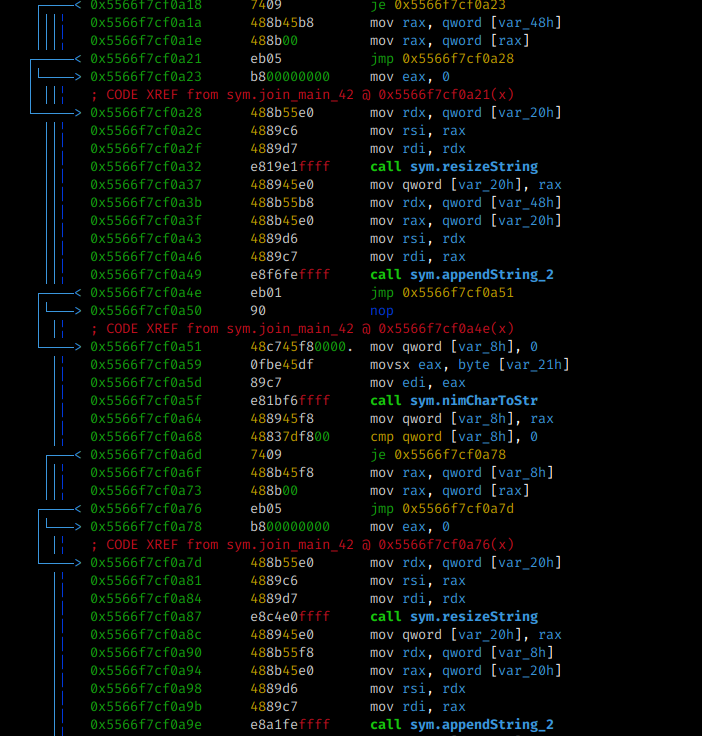 0x5566f7cf0a18 7409 je 0x5566f7cf0a23
0x5566f7cf0a1a 488b45b8 mov rax, qword [var_48h]
0x5566f7cf0a1e 488b00 mov rax, qword [rax]
0x5566f7cf0a21 eb05 jmp 0x5566f7cf0a28
0x5566f7cf0a23 b800000000 mov eax, 0
; CODE XREF from sym.join_main_42 @ 0x5566f7cf0a21(x)
0x5566f7cf0a28 488b55e0 mov rdx, qword [var_20h]
0x5566f7cf0a2c 4889c6 mov rsi, rax
0x5566f7cf0a2f 4889d7 mov rdi, rdx
0x5566f7cf0a32 e819e1ffff call sym.resizeString
0x5566f7cf0a37 488945e0 mov qword [var_20h], rax
0x5566f7cf0a3b 488b55b8 mov rdx, qword [var_48h]
0x5566f7cf0a3f 488b45e0 mov rax, qword [var_20h]
0x5566f7cf0a43 4889d6 mov rsi, rdx
0x5566f7cf0a46 4889c7 mov rdi, rax
0x5566f7cf0a49 e8f6feffff call sym.appendString_2
0x5566f7cf0a4e eb01 jmp 0x5566f7cf0a51
0x5566f7cf0a50 90 nop
; CODE XREF from sym.join_main_42 @ 0x5566f7cf0a4e(x)
0x5566f7cf0a51 48c745f80000. mov qword [var_8h], 0
0x5566f7cf0a59 0fbe45df movsx eax, byte [var_21h]
0x5566f7cf0a5d 89c7 mov edi, eax
0x5566f7cf0a5f e81bf6ffff call sym.nimCharToStr
0x5566f7cf0a64 488945f8 mov qword [var_8h], rax
0x5566f7cf0a68 48837df800 cmp qword [var_8h], 0
0x5566f7cf0a6d 7409 je 0x5566f7cf0a78
0x5566f7cf0a6f 488b45f8 mov rax, qword [var_8h]
0x5566f7cf0a73 488b00 mov rax, qword [rax]
0x5566f7cf0a76 eb05 jmp 0x5566f7cf0a7d
0x5566f7cf0a78 b800000000 mov eax, 0
; CODE XREF from sym.join_main_42 @ 0x5566f7cf0a76(x)
0x5566f7cf0a7d 488b55e0 mov rdx, qword [var_20h]
0x5566f7cf0a81 4889c6 mov rsi, rax
0x5566f7cf0a84 4889d7 mov rdi, rdx
0x5566f7cf0a87 e8c4e0ffff call sym.resizeString
0x5566f7cf0a8c 488945e0 mov qword [var_20h], rax
0x5566f7cf0a90 488b55f8 mov rdx, qword [var_8h]
0x5566f7cf0a94 488b45e0 mov rax, qword [var_20h]
0x5566f7cf0a98 4889d6 mov rsi, rdx
0x5566f7cf0a9b 4889c7 mov rdi, rax
0x5566f7cf0a9e e8a1feffff call sym.appendString_2